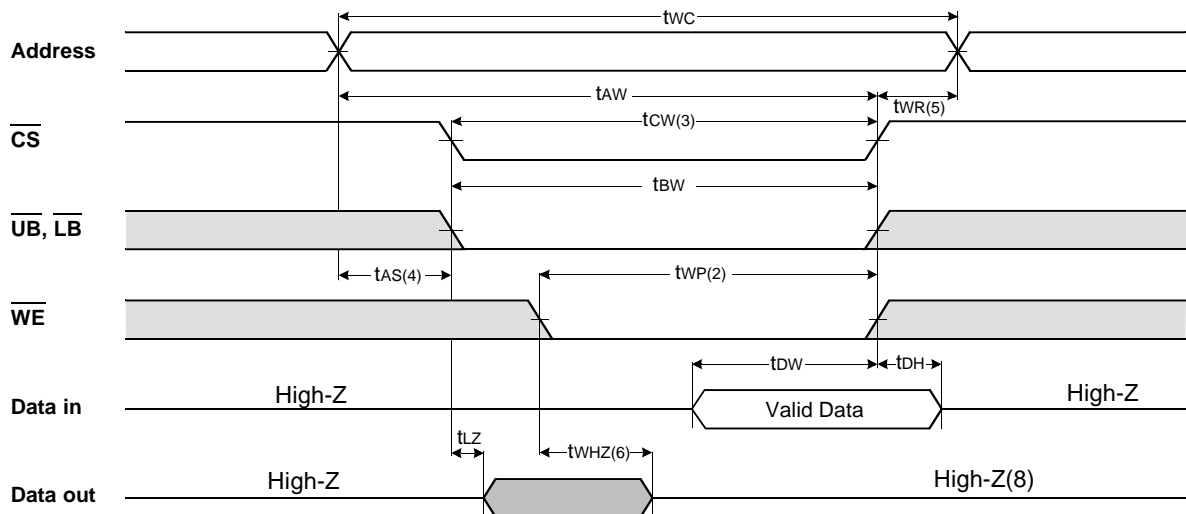 tWC
Address
tAW
tWR(5)
CS
tCW(3)
tBW
UB, LB
tAS(4)
tWP(2)
WE
tDW
tDH
Data in
High-Z
Valid Data
High-Z
tLZ
tWHZ(6)
Data out
High-Z
High-Z(8)